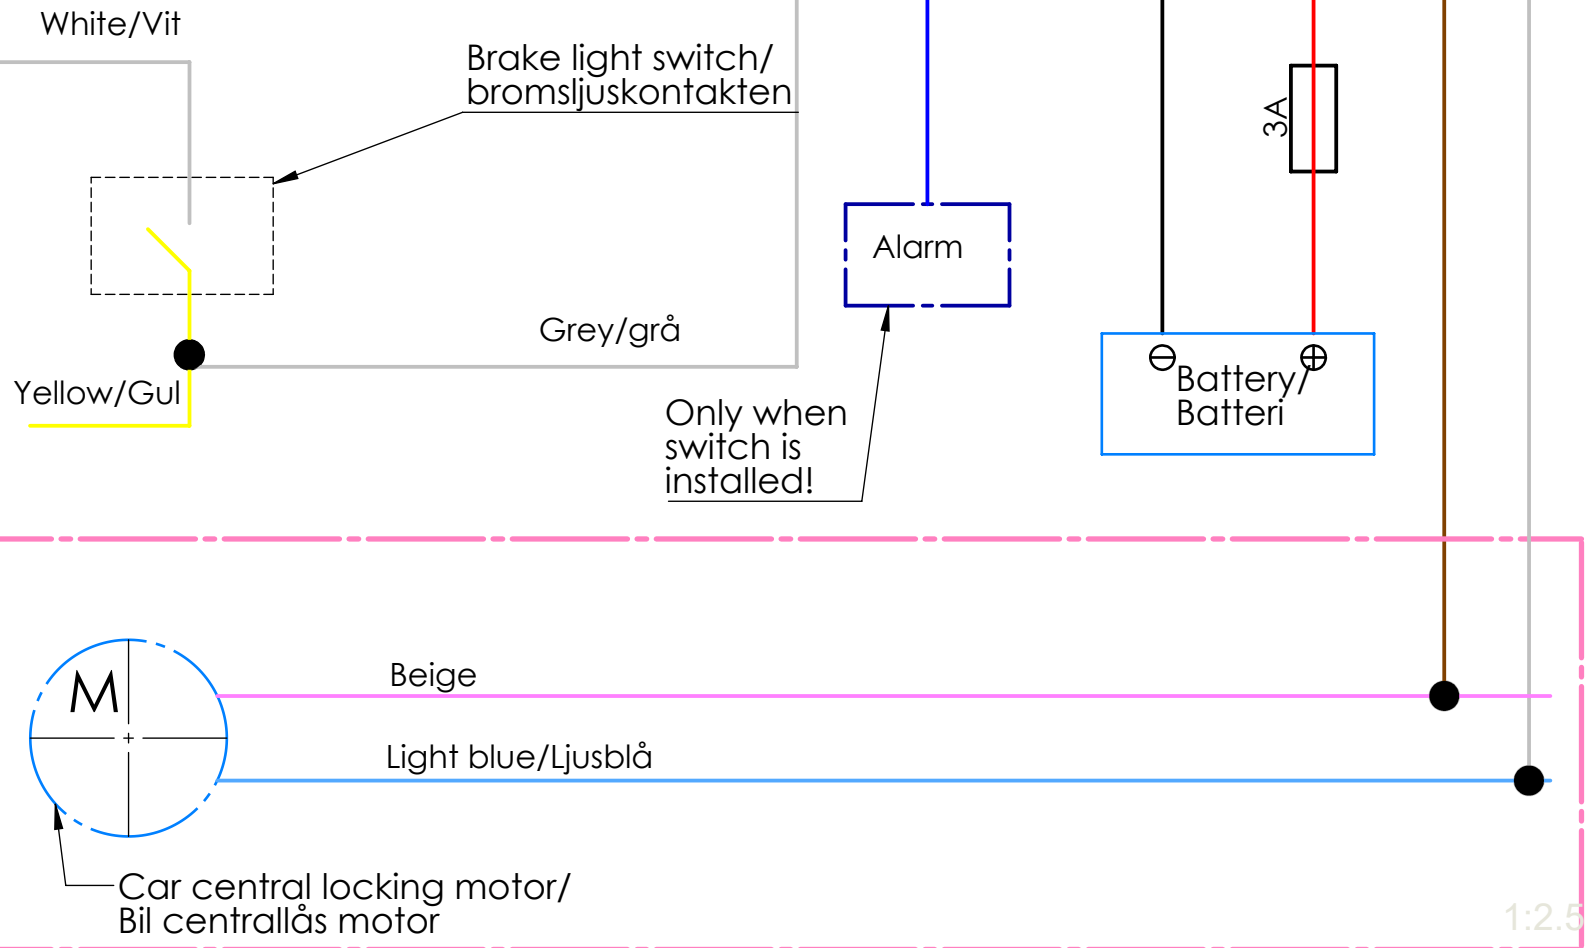 White/Vit
Brake light switch/
bromsljuskontakten
3A
Alarm
Grey/grå
Yellow/Gul
Battery/
Batteri
Only when
switch is
installed!
M
Beige
Light blue/Ljusblå
Car central locking motor/
Bil centrallås motor
1:2.5